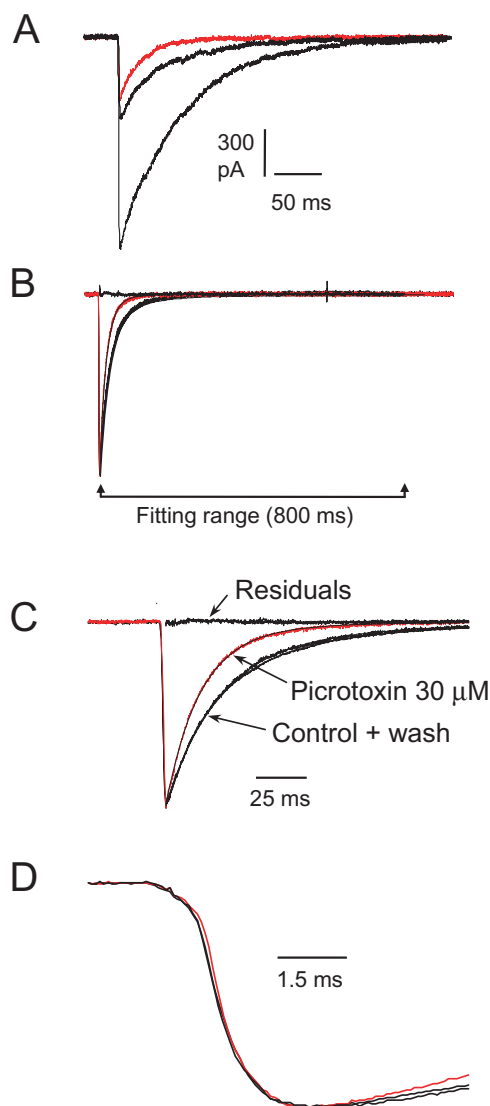 A
300
pA
50 ms
B
Fitting range (800 ms)
C
Residuals
Picrotoxin 30 μM
Control + wash
25 ms
D
1.5 ms